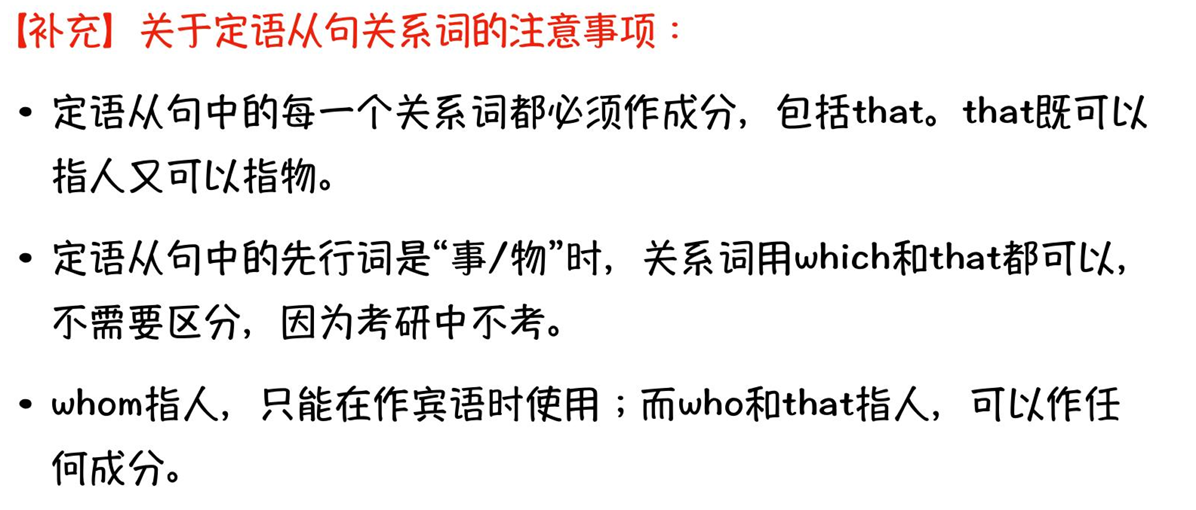 【补充】关于定语从句关系词的注意事项：
• 定语从句中的每一个关系词都必须作成分，包括that。that既可以
指人又可以指物。
• 定语从句中的先行词是“事/物”时，关系词用which和that都可以，
不需要区分，因为考研中不考。
• whom指人，只能在作宾语时使用；而who和that指人，可以作任
何成分。